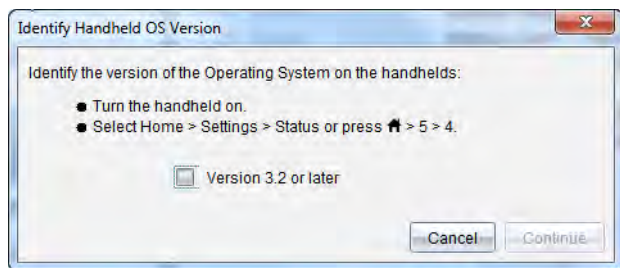 Identify Handheld OS Version
Identify the version of the Operating System on the handhelds:
● Turn the handheld on.
● Select Home > Settings > Status or press > 5 > 4.
Version 3.2 or later
Cancel Continue